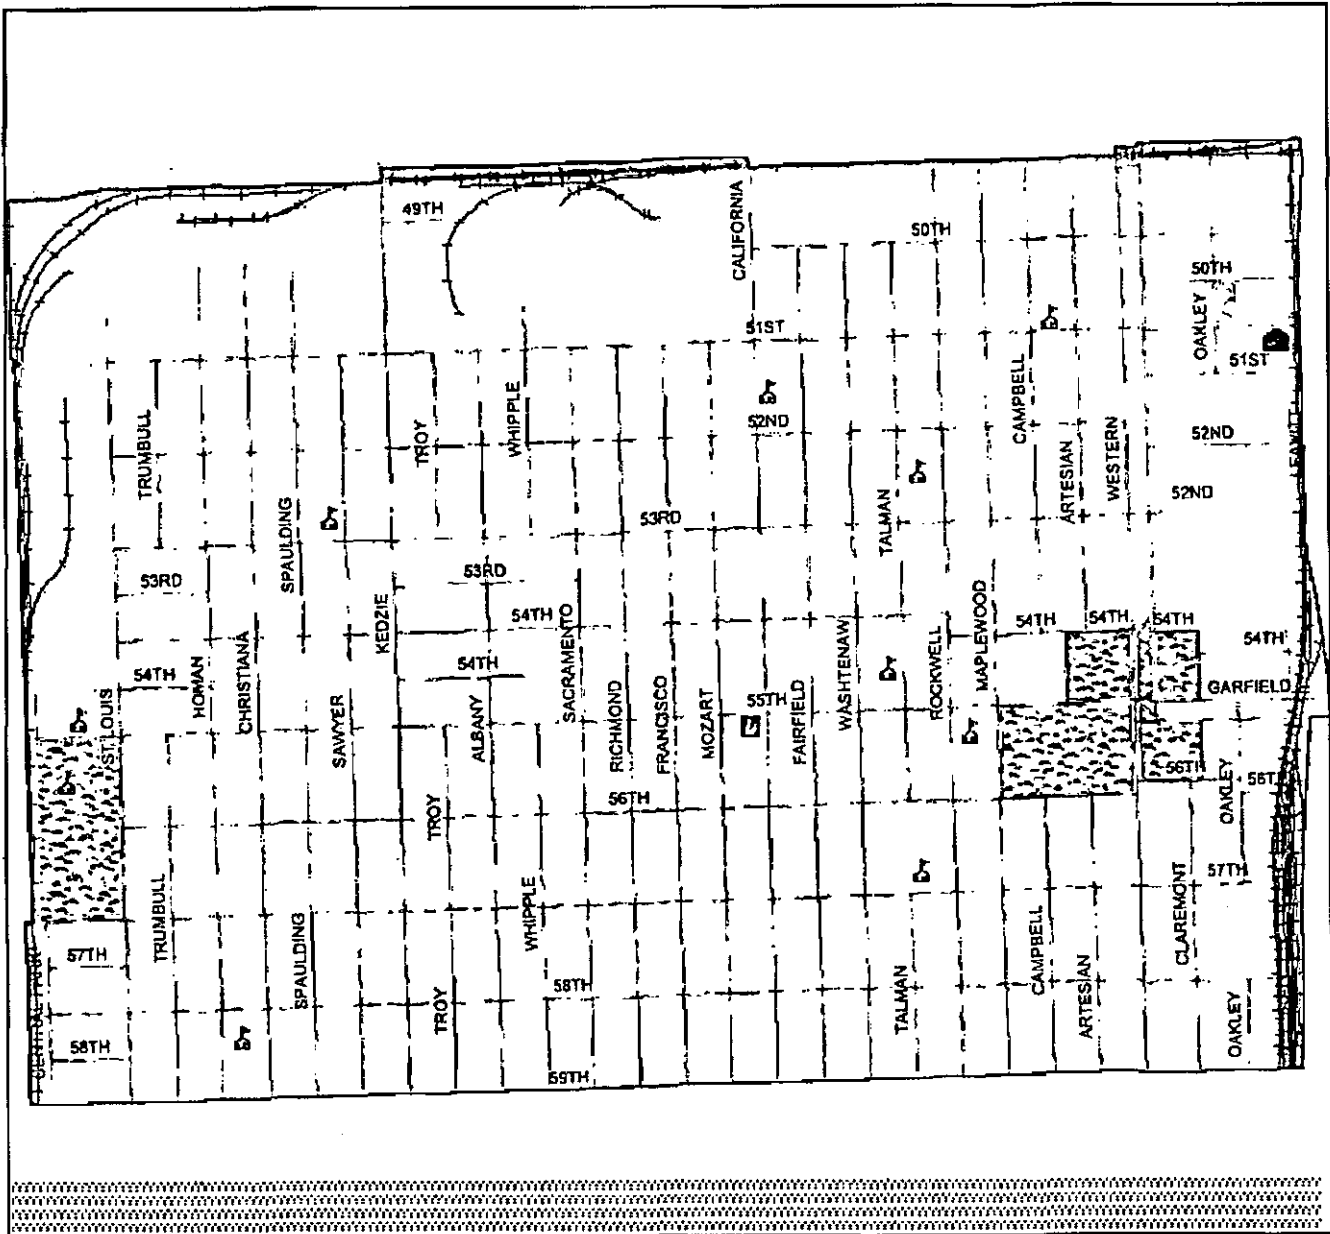 49TH
CALIFORNIA
50TH
50TH
OAKLEY
51ST
51ST
TRUMBULL
TROY
WHIPPLE
52ND
CAMPBELL
ARTESIAN
WESTERN
52ND
LEAVITT
52ND
SPAULDING
53RD
TALMAN
53RD
53RD
KEDZIE
54TH
SACRAMENTO
MAPLEWOOD
54TH
54TH
54TH
54TH
54TH
HOMAN
CHRISTIANA
54TH
ROCKWELL
WASHTENAW
GARFIELD
ST. LOUIS
SAWYER
ALBANY
RICHMOND
FRANCISCO
MOZART
55TH
FAIRFIELD
56TH
56T
TROY
56TH
OAKLEY
TRUMBULL
WHIPPLE
57TH
CLAREMONT
57TH
SPAULDING
CAMPBELL
58TH
TROY
TALMAN
ARTESIAN
OAKLEY
58TH
59TH